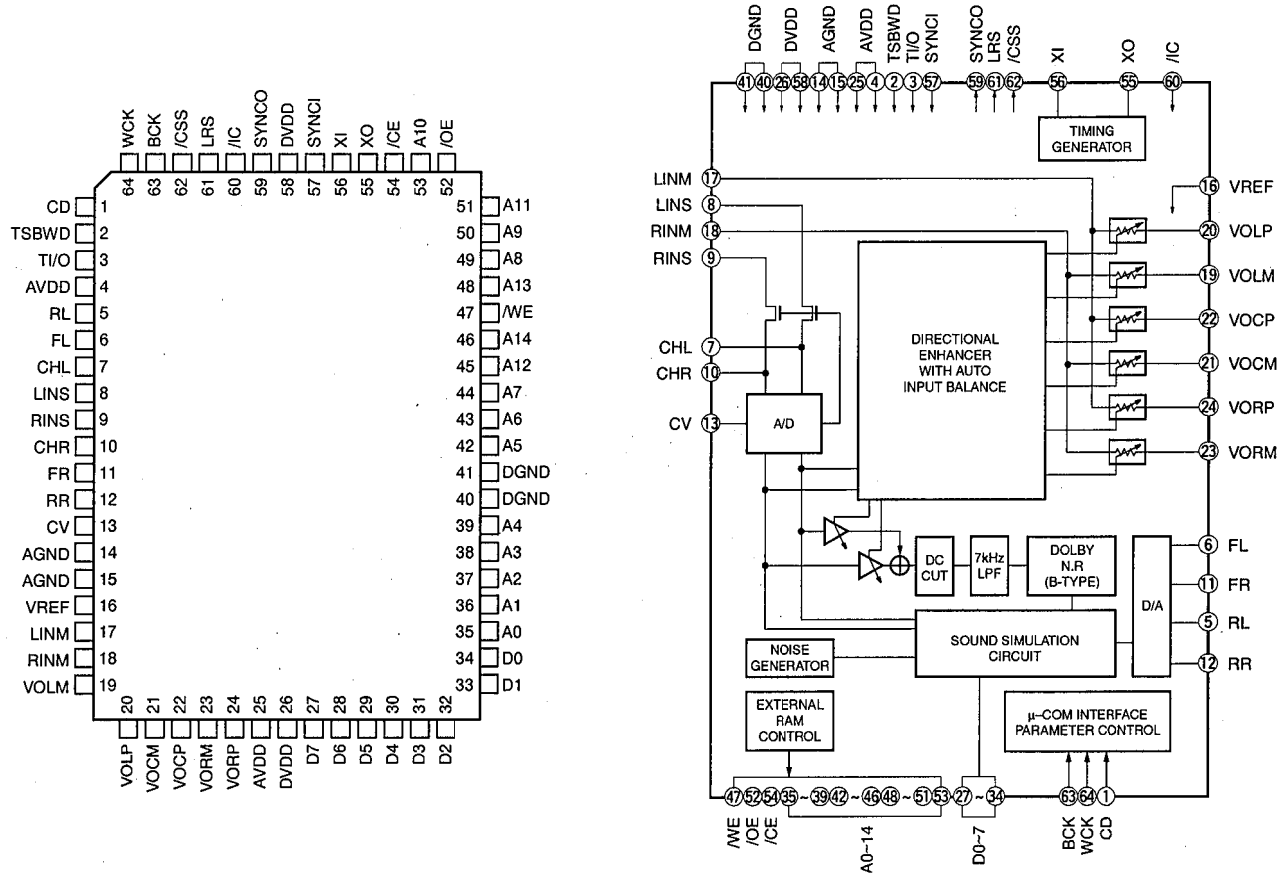 WCK BCK /CSS LRS /IC SYNCO DVDD SYNCI XI XO /CE A10 /OE
64 63 62 61 60 59 58 57 56 55 54 53 52
CD 1 51 A11
TSBWD 2 50 A9
TI/O 3 49 A8
AVDD 4 48 A13
RL 5 47 /WE
FL 6 46 A14
CHL 7 45 A12
LINS 8 44 A7
RINS 9 43 A6
CHR 10 42 A5
FR 11 41 DGND
RR 12 40 DGND
CV 13 39 A4
AGND 14 38 A3
AGND 15 37 A2
VREF 16 36 A1
LINM 17 35 A0
RINM 18 34 D0
VOLM 19 33 D1
20 21 22 23 24 25 26 27 28 29 30 31 32
VOLP VOCM VOCP VORM VORP AVDD DVDD D7 D6 D5 D4 D3 D2
DGND DVDD AGND AVDD TSBWD TI/O SYNCI SYNCO LRS /CSS XI XO /IC
41 40 26 58 14 15 25 4 2 3 57 59 61 62 56 55 60
TIMING
GENERATOR
LINM 17
LINS 8
RINM 18
RINS 9
CHL 7
CHR 10
CV 13
A/D
DIRECTIONAL
ENHANCER
WITH AUTO
INPUT BALANCE
16 VREF
20 VOLP
19 VOLM
22 VOCP
21 VOCM
24 VORP
23 VORM
DC
CUT
7kHz
LPF
DOLBY
N.R
(B-TYPE)
D/A
6 FL
11 FR
5 RL
12 RR
SOUND SIMULATION
CIRCUIT
NOISE
GENERATOR
EXTERNAL
RAM
CONTROL
µ-COM INTERFACE
PARAMETER CONTROL
47 52 54 35 ~ 39 42 ~ 46 48 ~ 51 53 27 ~ 34 63 64 1
/WE /OE /CE A0~14 D0~7 BCK WCK CD